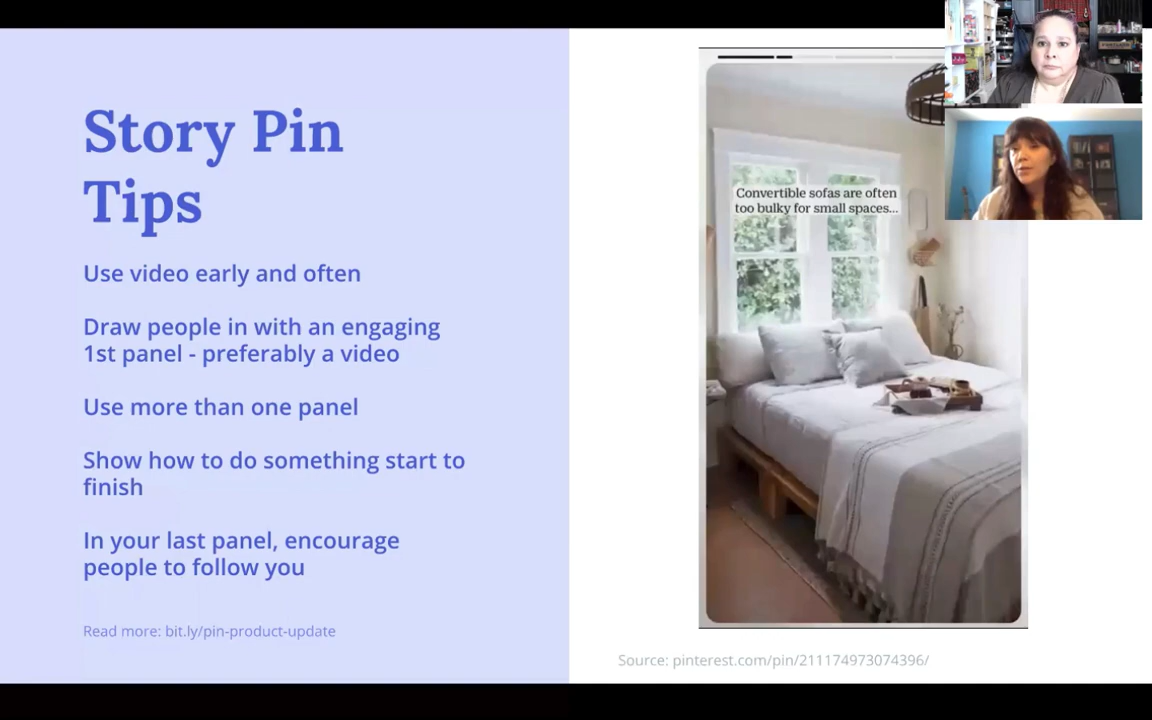 Story Pin
Tips
Use video early and often
Draw people in with an engaging
1st panel - preferably a video
Use more than one panel
Show how to do something start to
finish
In your last panel, encourage
people to follow you
Read more: bit.ly/pin-product-update
Convertible sofas are often
too bulky for small spaces...
Source: pinterest.com/pin/211174973074396/